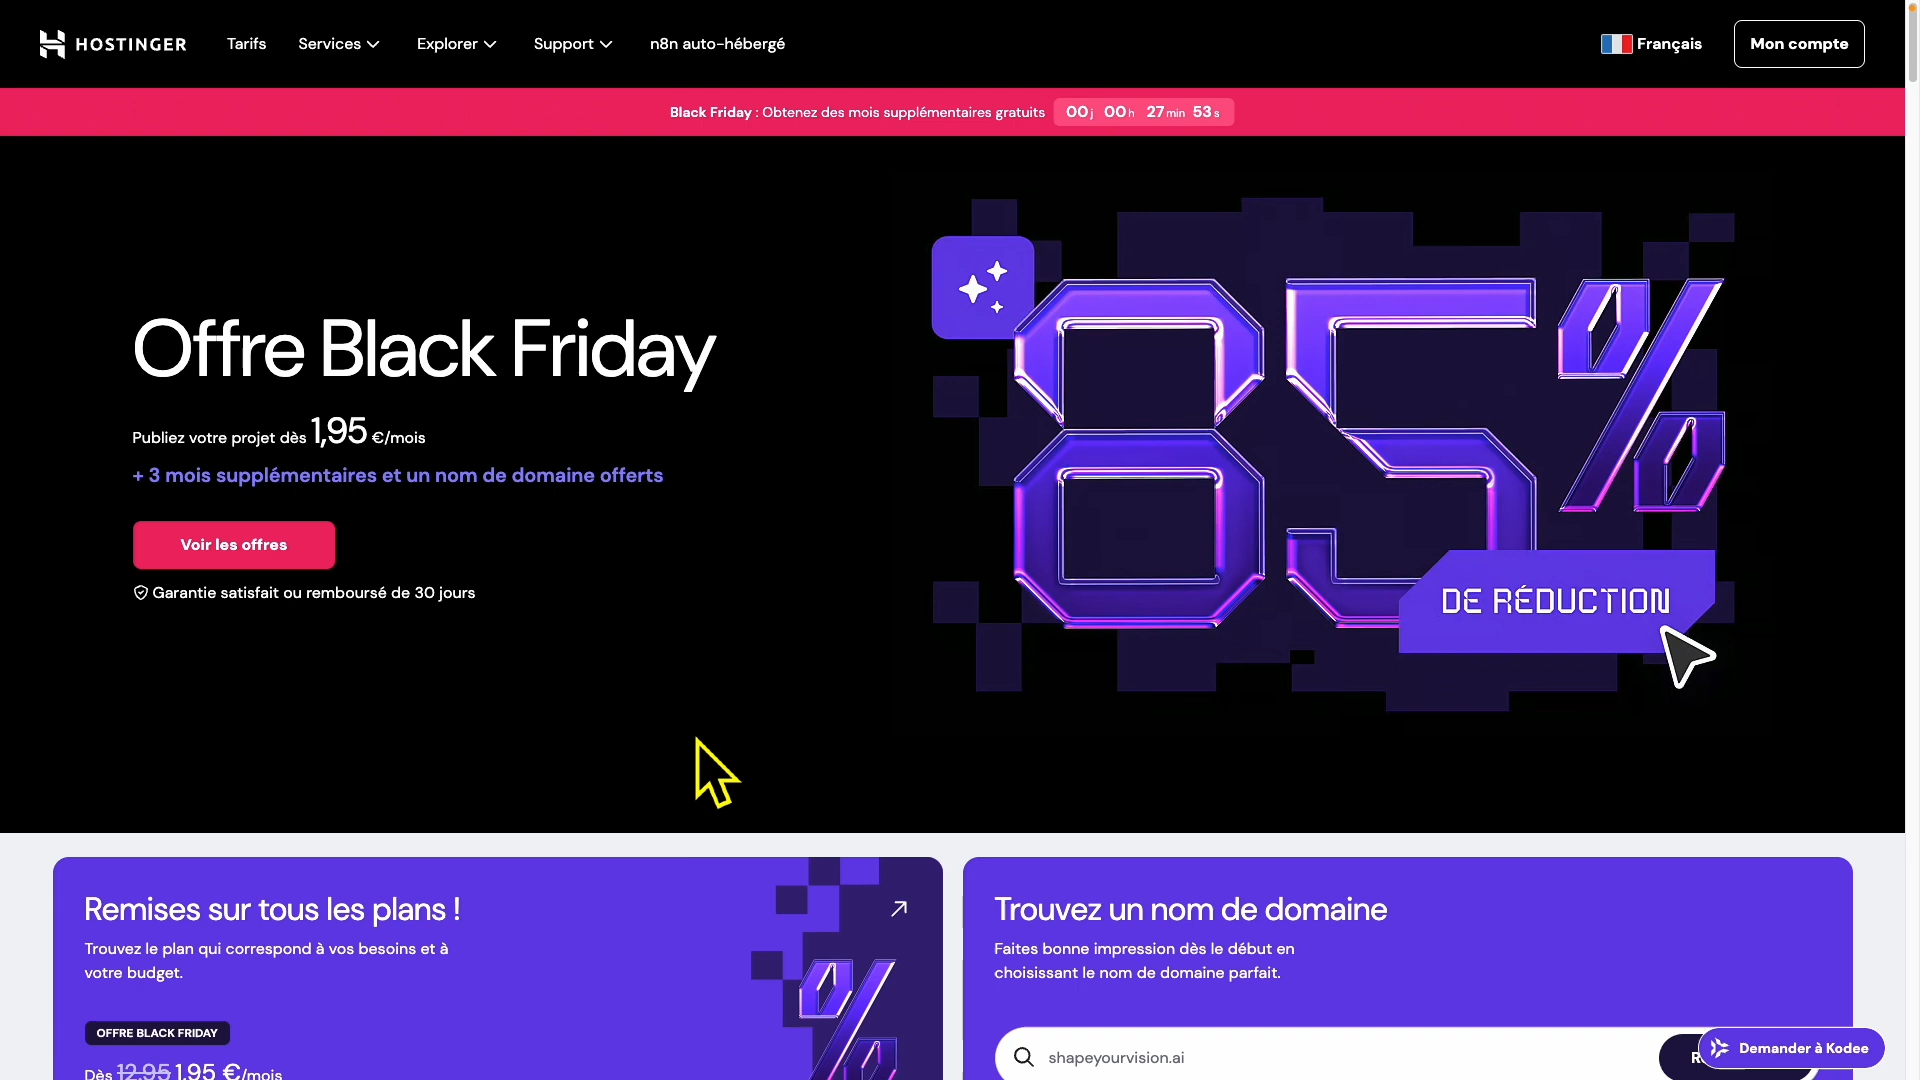 HOSTINGER
Tarifs
Services
Explorer
Support
n8n auto-hébergé
Français
Mon compte
Black Friday : Obtenez des mois supplémentaires gratuits 00j 00h 27min 53s
Offre Black Friday
Publiez votre projet dès 1,95 €/mois
+ 3 mois supplémentaires et un nom de domaine offerts
Voir les offres
Garantie satisfait ou remboursé de 30 jours
85%
DE RÉDUCTION
Remises sur tous les plans !
Trouvez le plan qui correspond à vos besoins et à
votre budget.
OFFRE BLACK FRIDAY
Dès 12,95 1,95 €/mois
%
Trouvez un nom de domaine
Faites bonne impression dès le début en
choisissant le nom de domaine parfait.
shapeyourvision.ai
Demander à Kodee